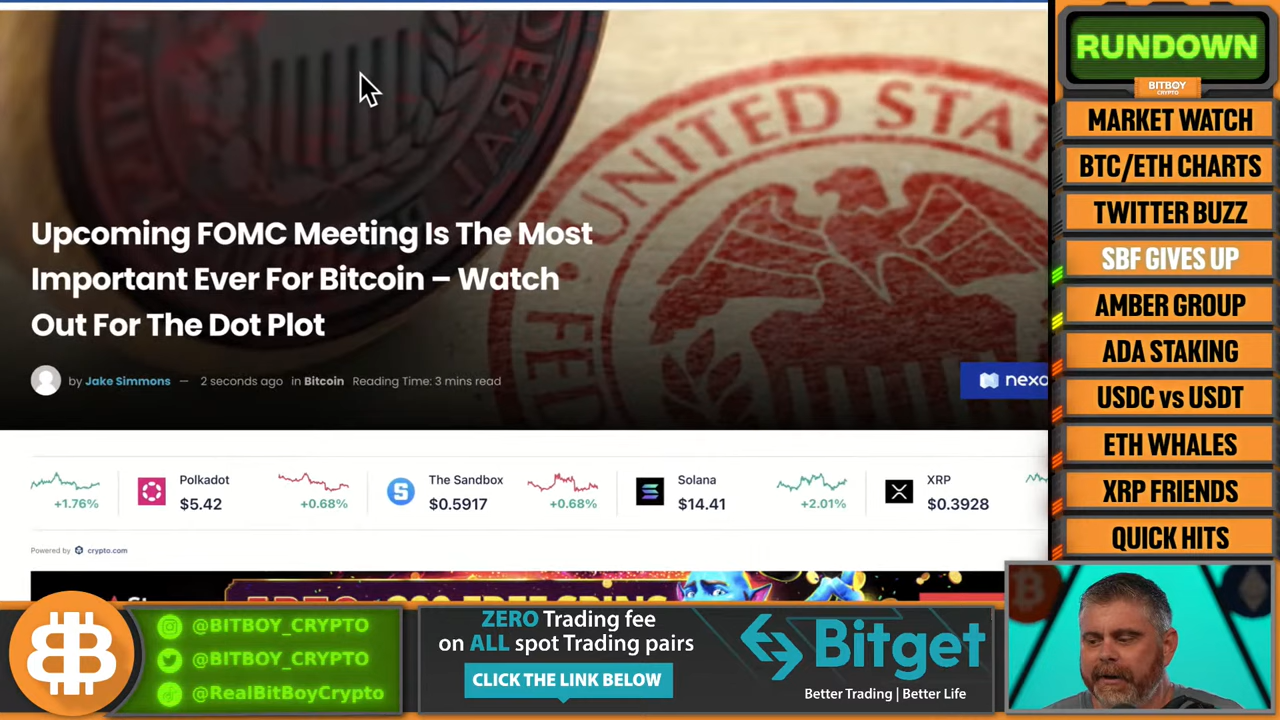 UNITED STA
FED
ERAL
Upcoming FOMC Meeting Is The Most
Important Ever For Bitcoin – Watch
Out For The Dot Plot
by Jake Simmons — 2 seconds ago in Bitcoin Reading Time: 3 mins read
nexo
+1.76%
Polkadot
$5.42
+0.68%
The Sandbox
$0.5917
+0.68%
Solana
$14.41
+2.01%
XRP
$0.3928
Powered by crypto.com
RUNDOWN
BITBOY
CRYPTO
MARKET WATCH
BTC/ETH CHARTS
TWITTER BUZZ
SBF GIVES UP
AMBER GROUP
ADA STAKING
USDC vs USDT
ETH WHALES
XRP FRIENDS
QUICK HITS
@BITBOY_CRYPTO
@BITBOY_CRYPTO
@RealBitBoyCrypto
ZERO Trading fee
on ALL spot Trading pairs
CLICK THE LINK BELOW
Bitget
Better Trading | Better Life